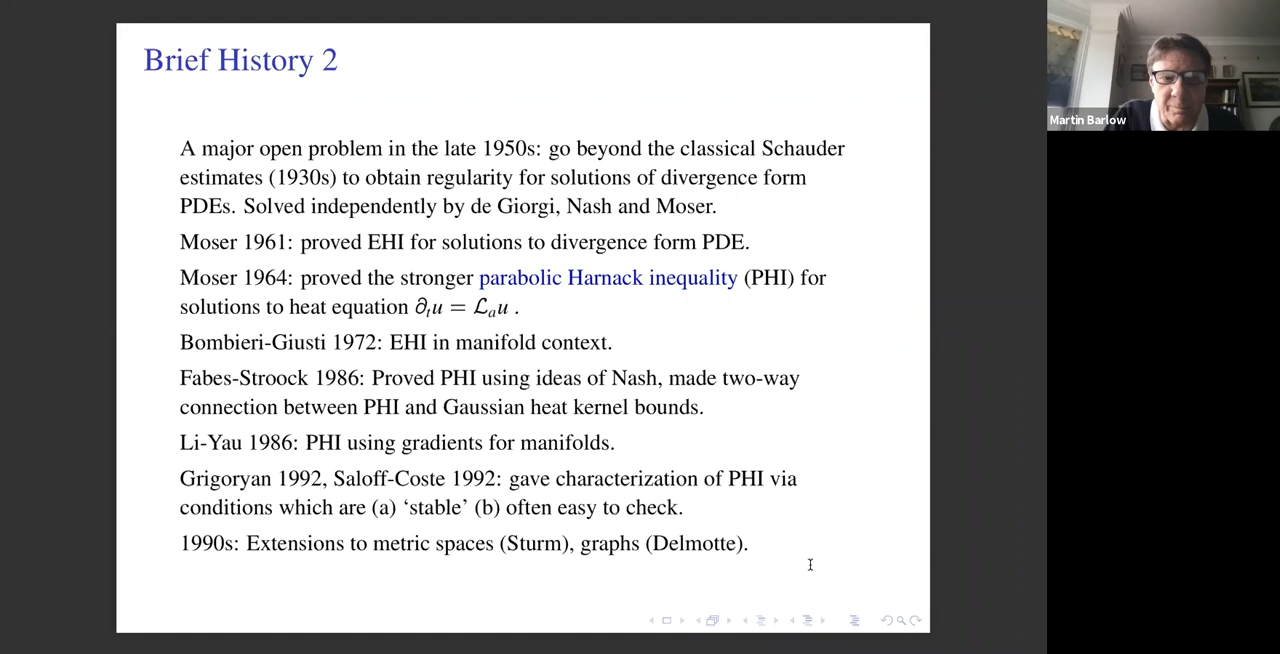 Brief History 2
Martin Barlow
A major open problem in the late 1950s: go beyond the classical Schauder
estimates (1930s) to obtain regularity for solutions of divergence form
PDEs. Solved independently by de Giorgi, Nash and Moser.
Moser 1961: proved EHI for solutions to divergence form PDE.
Moser 1964: proved the stronger parabolic Harnack inequality (PHI) for
solutions to heat equation ∂ₜu = ℒₐu .
Bombieri-Giusti 1972: EHI in manifold context.
Fabes-Stroock 1986: Proved PHI using ideas of Nash, made two-way
connection between PHI and Gaussian heat kernel bounds.
Li-Yau 1986: PHI using gradients for manifolds.
Grigoryan 1992, Saloff-Coste 1992: gave characterization of PHI via
conditions which are (a) ‘stable’ (b) often easy to check.
1990s: Extensions to metric spaces (Sturm), graphs (Delmotte).